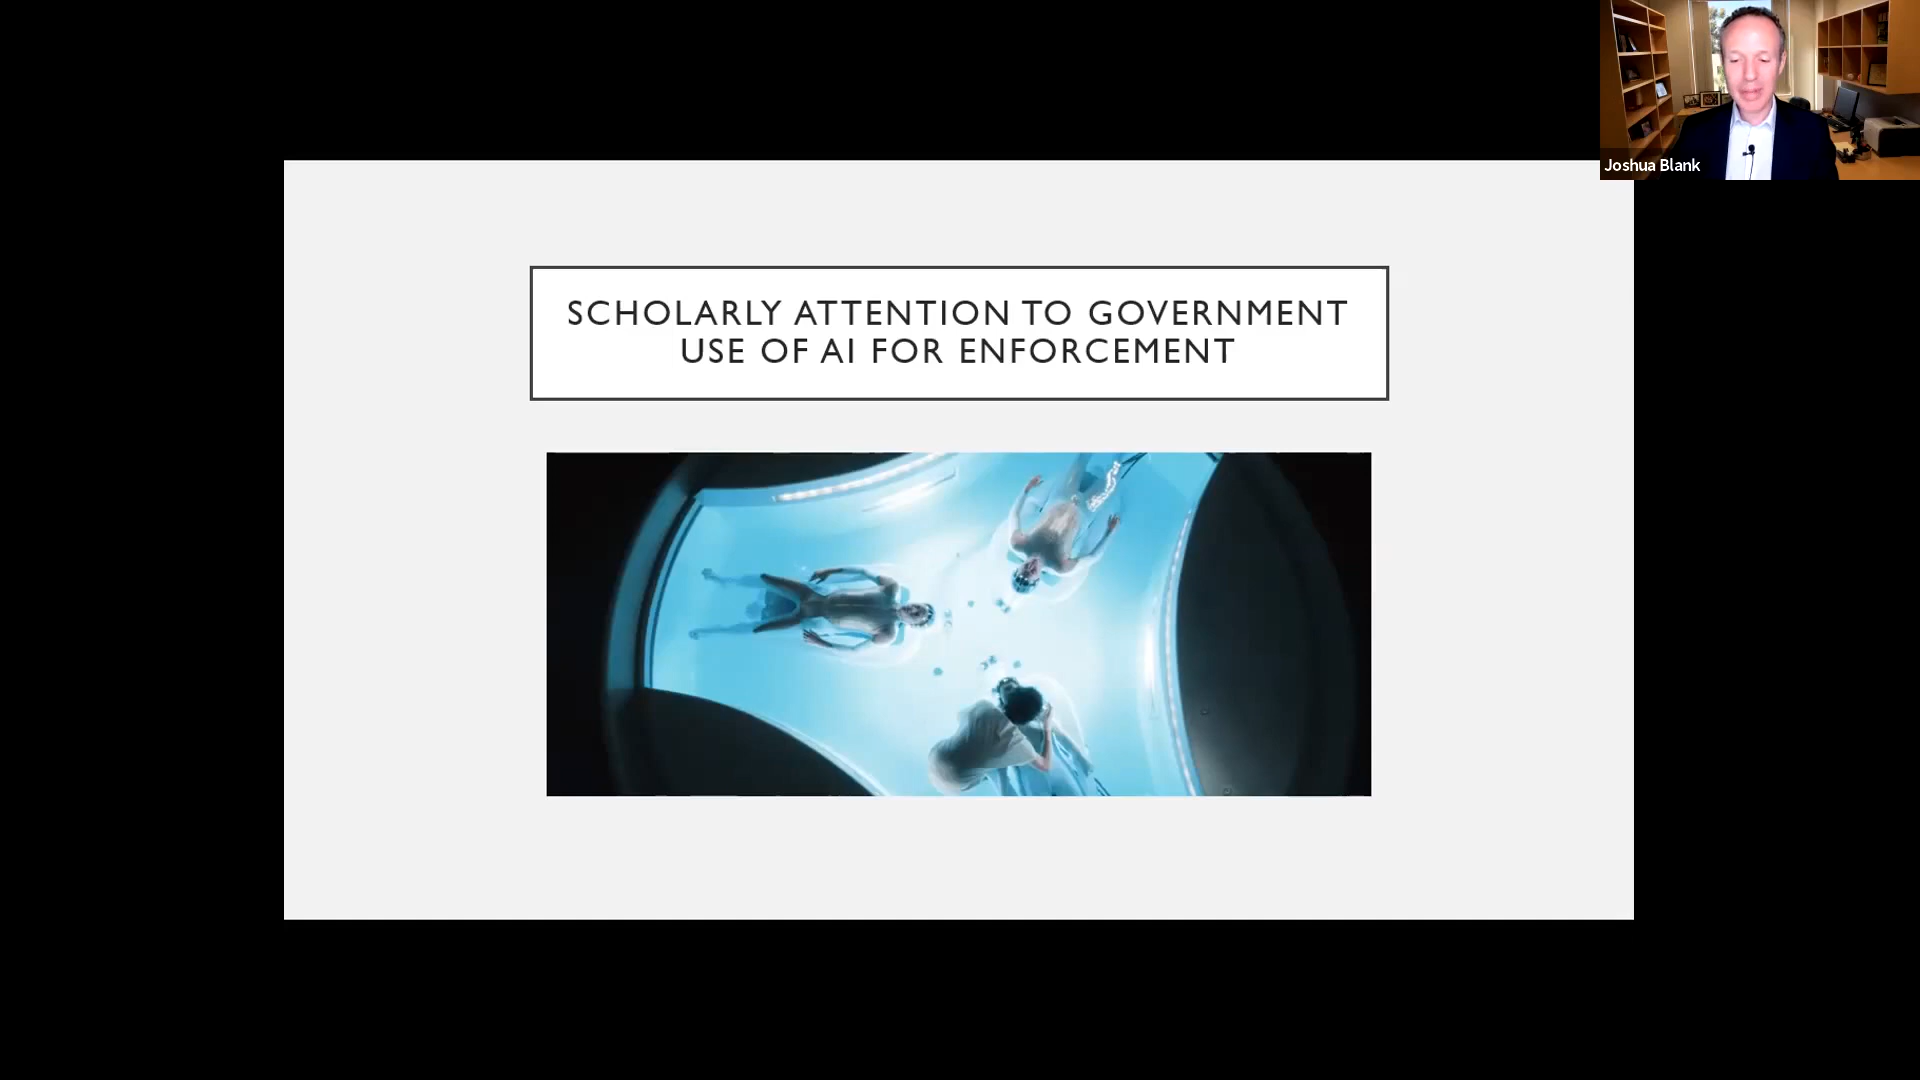 Joshua Blank
SCHOLARLY ATTENTION TO GOVERNMENT
USE OF AI FOR ENFORCEMENT